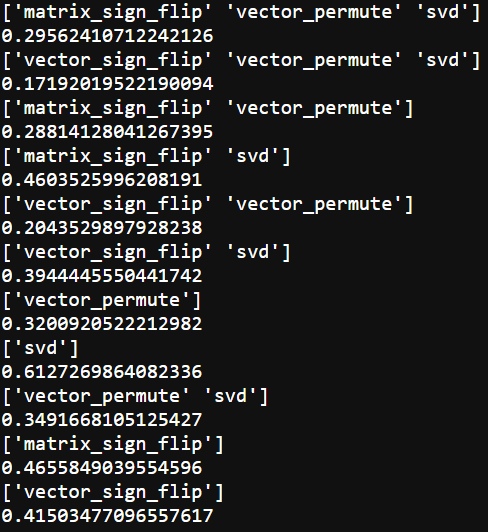 ['matrix_sign_flip' 'vector_permute' 'svd']
0.29562410712242126
['vector_sign_flip' 'vector_permute' 'svd']
0.17192019522190094
['matrix_sign_flip' 'vector_permute']
0.28814128041267395
['matrix_sign_flip' 'svd']
0.4603525996208191
['vector_sign_flip' 'vector_permute']
0.2043529897928238
['vector_sign_flip' 'svd']
0.3944445550441742
['vector_permute']
0.3200920522212982
['svd']
0.6127269864082336
['vector_permute' 'svd']
0.3491668105125427
['matrix_sign_flip']
0.4655849039554596
['vector_sign_flip']
0.41503477096557617